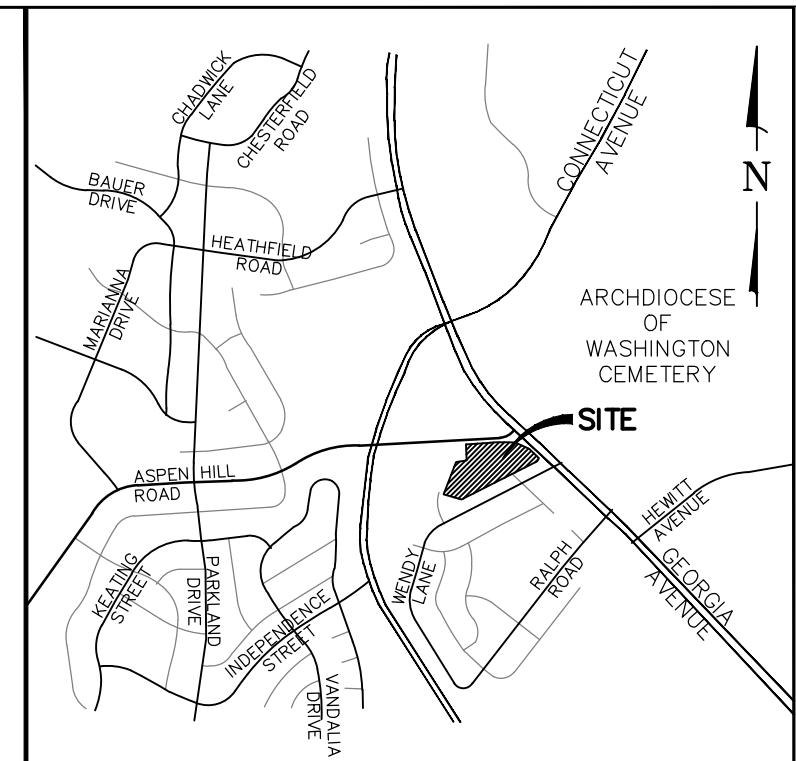 CHADWICK
LANE
CHESTERFIELD
ROAD
CONNECTICUT
AVENUE
N
BAUER
DRIVE
HEATHFIELD
ROAD
MARIANNA
DRIVE
ARCHDIOCESE
OF
WASHINGTON
CEMETERY
SITE
ASPEN HILL
ROAD
HEWITT
AVENUE
KEATING
STREET
PARKLAND
DRIVE
INDEPENDENCE
STREET
WENDY
LANE
RALPH
ROAD
GEORGIA
AVENUE
VANDALIA
DRIVE